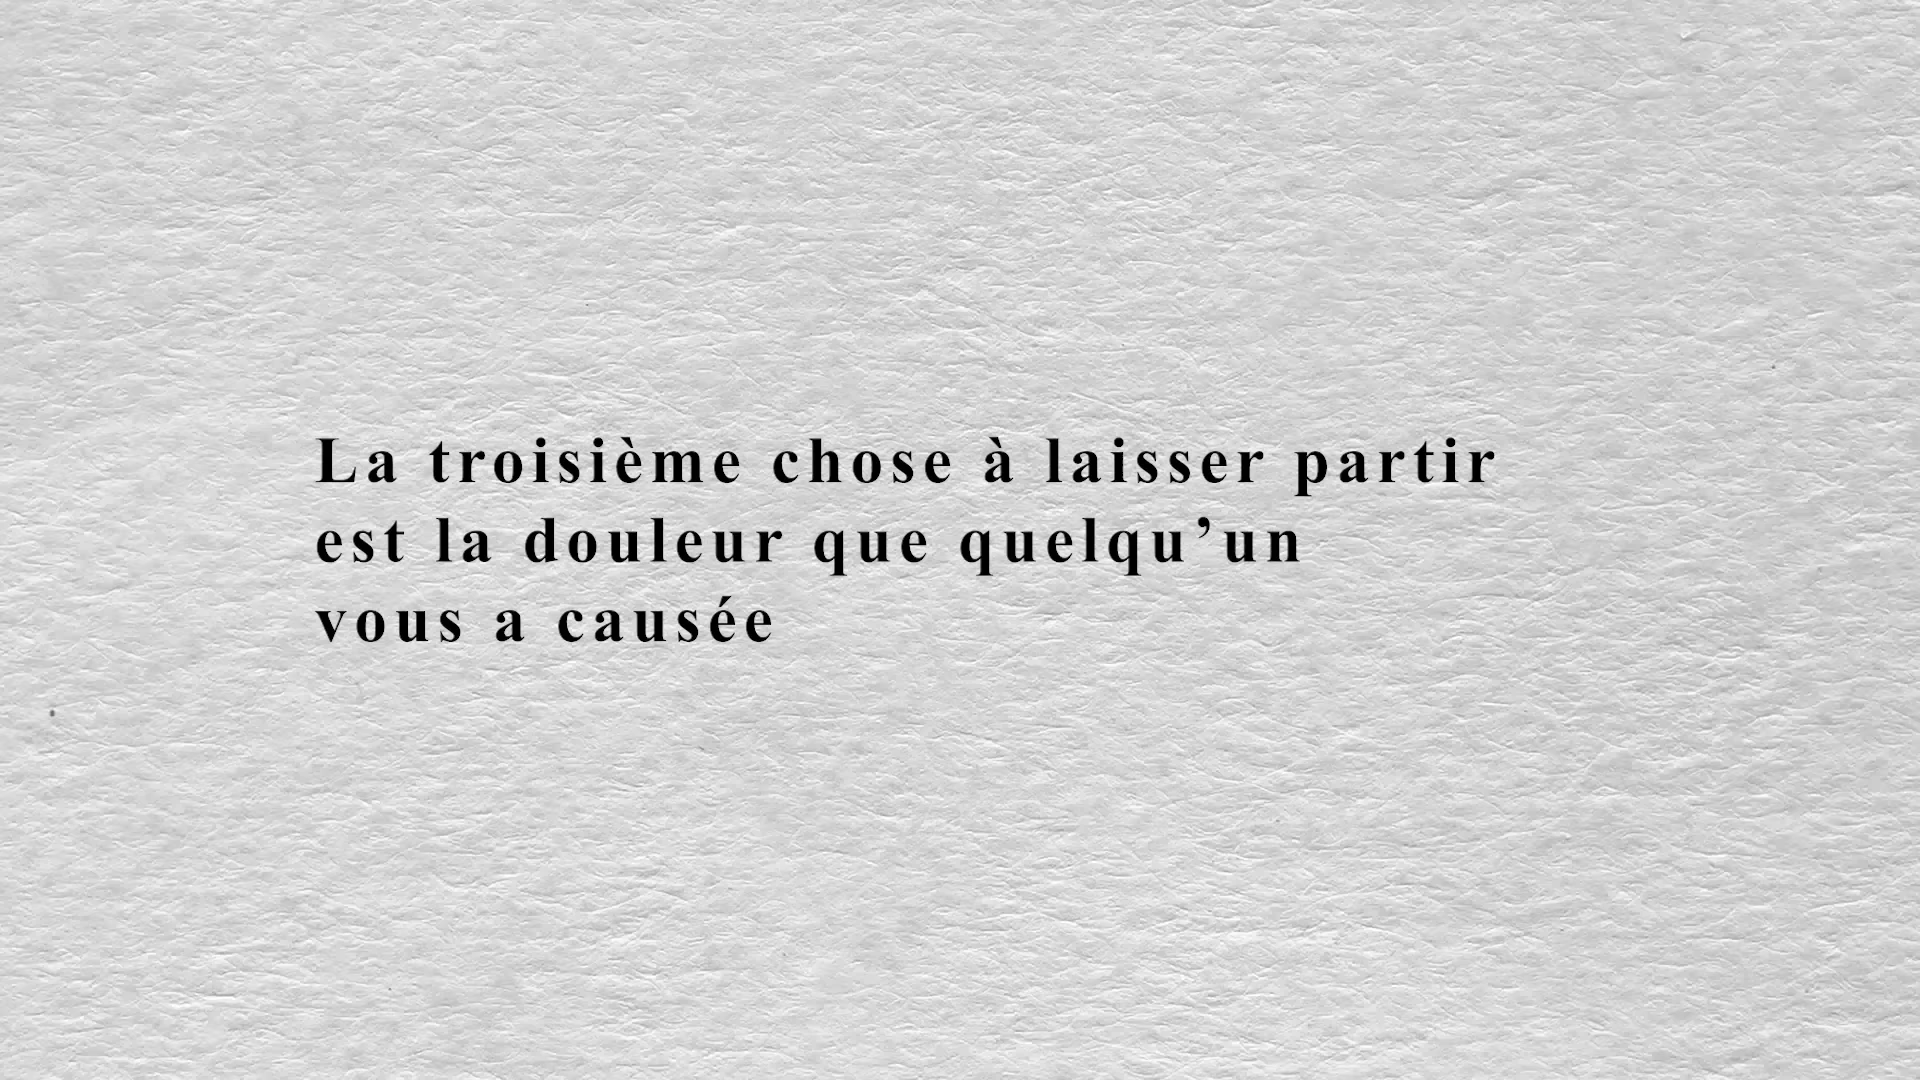 La troisième chose à laisser partir
est la douleur que quelqu’un
vous a causée